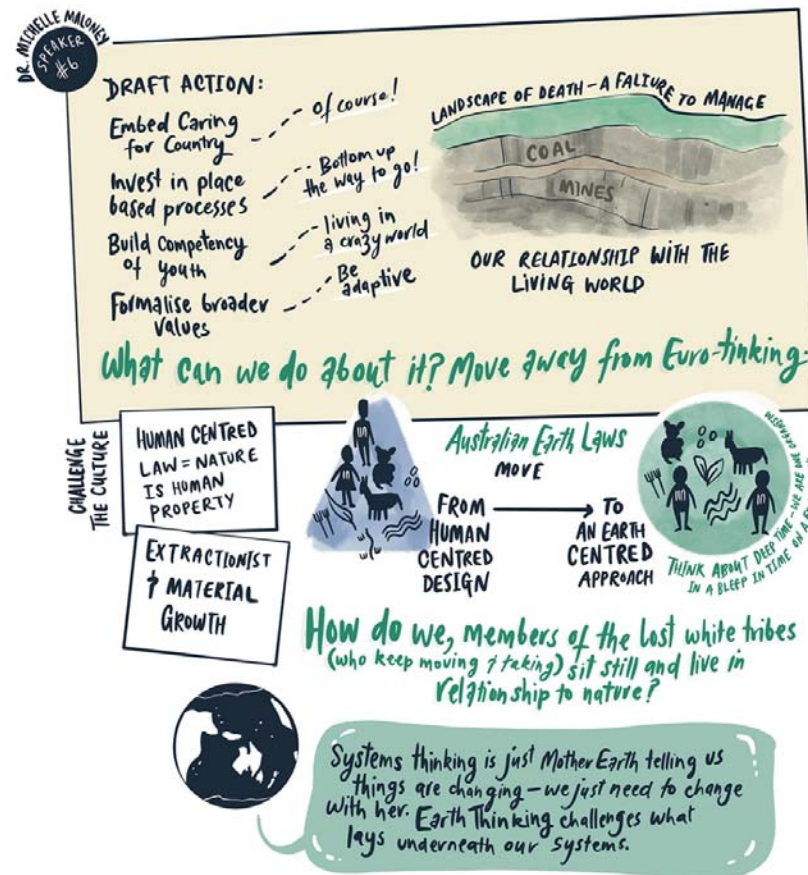 DR. MICHELLE MALONEY
SPEAKER
#6
DRAFT ACTION:
Embed Caring
for Country
of course!
Invest in place
based processes
Bottom up
the way to go!
Build Competency
of youth
living in
a crazy world
Formalise broader
values
Be
adaptive
LANDSCAPE OF DEATH – A FALIURE TO MANAGE
COAL
MINES
OUR RELATIONSHIP WITH THE
LIVING WORLD
What can we do about it? Move away from Euro-tinking
CHALLENGE
THE CULTURE
HUMAN CENTRED
LAW = NATURE
IS HUMAN
PROPERTY
EXTRACTIONIST
& MATERIAL
GROWTH
Australian Earth Laws
MOVE
FROM
HUMAN
CENTRED
DESIGN
TO
AN EARTH
CENTRED
APPROACH
THINK ABOUT DEEP TIME – WE ARE
IN A BLEEP IN TIME ON A
How do we, members of the lost white tribes
(who keep moving & taking) sit still and live in
relationship to nature?
Systems thinking is just Mother Earth telling us
things are changing – we just need to change
with her. Earth Thinking challenges what
lays underneath our systems.